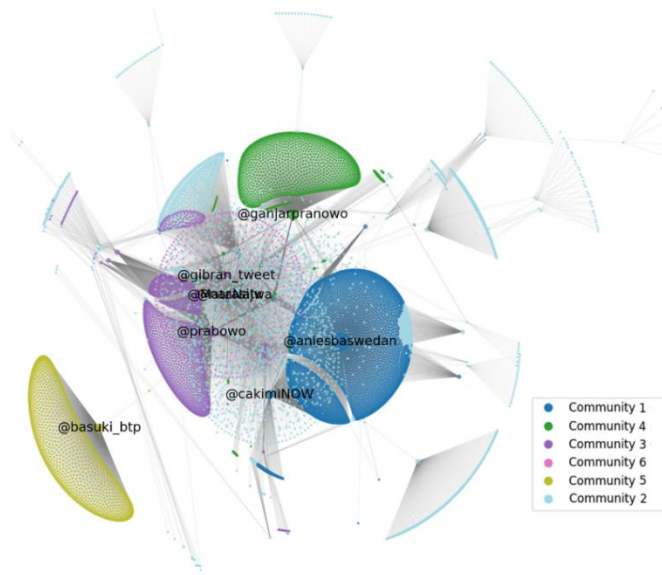 @ganjarpranowo
@gibran_tweet
@prabowo
@aniesbaswedan
@cakimiNOW
@basuki_btp
Community 1
Community 4
Community 3
Community 6
Community 5
Community 2